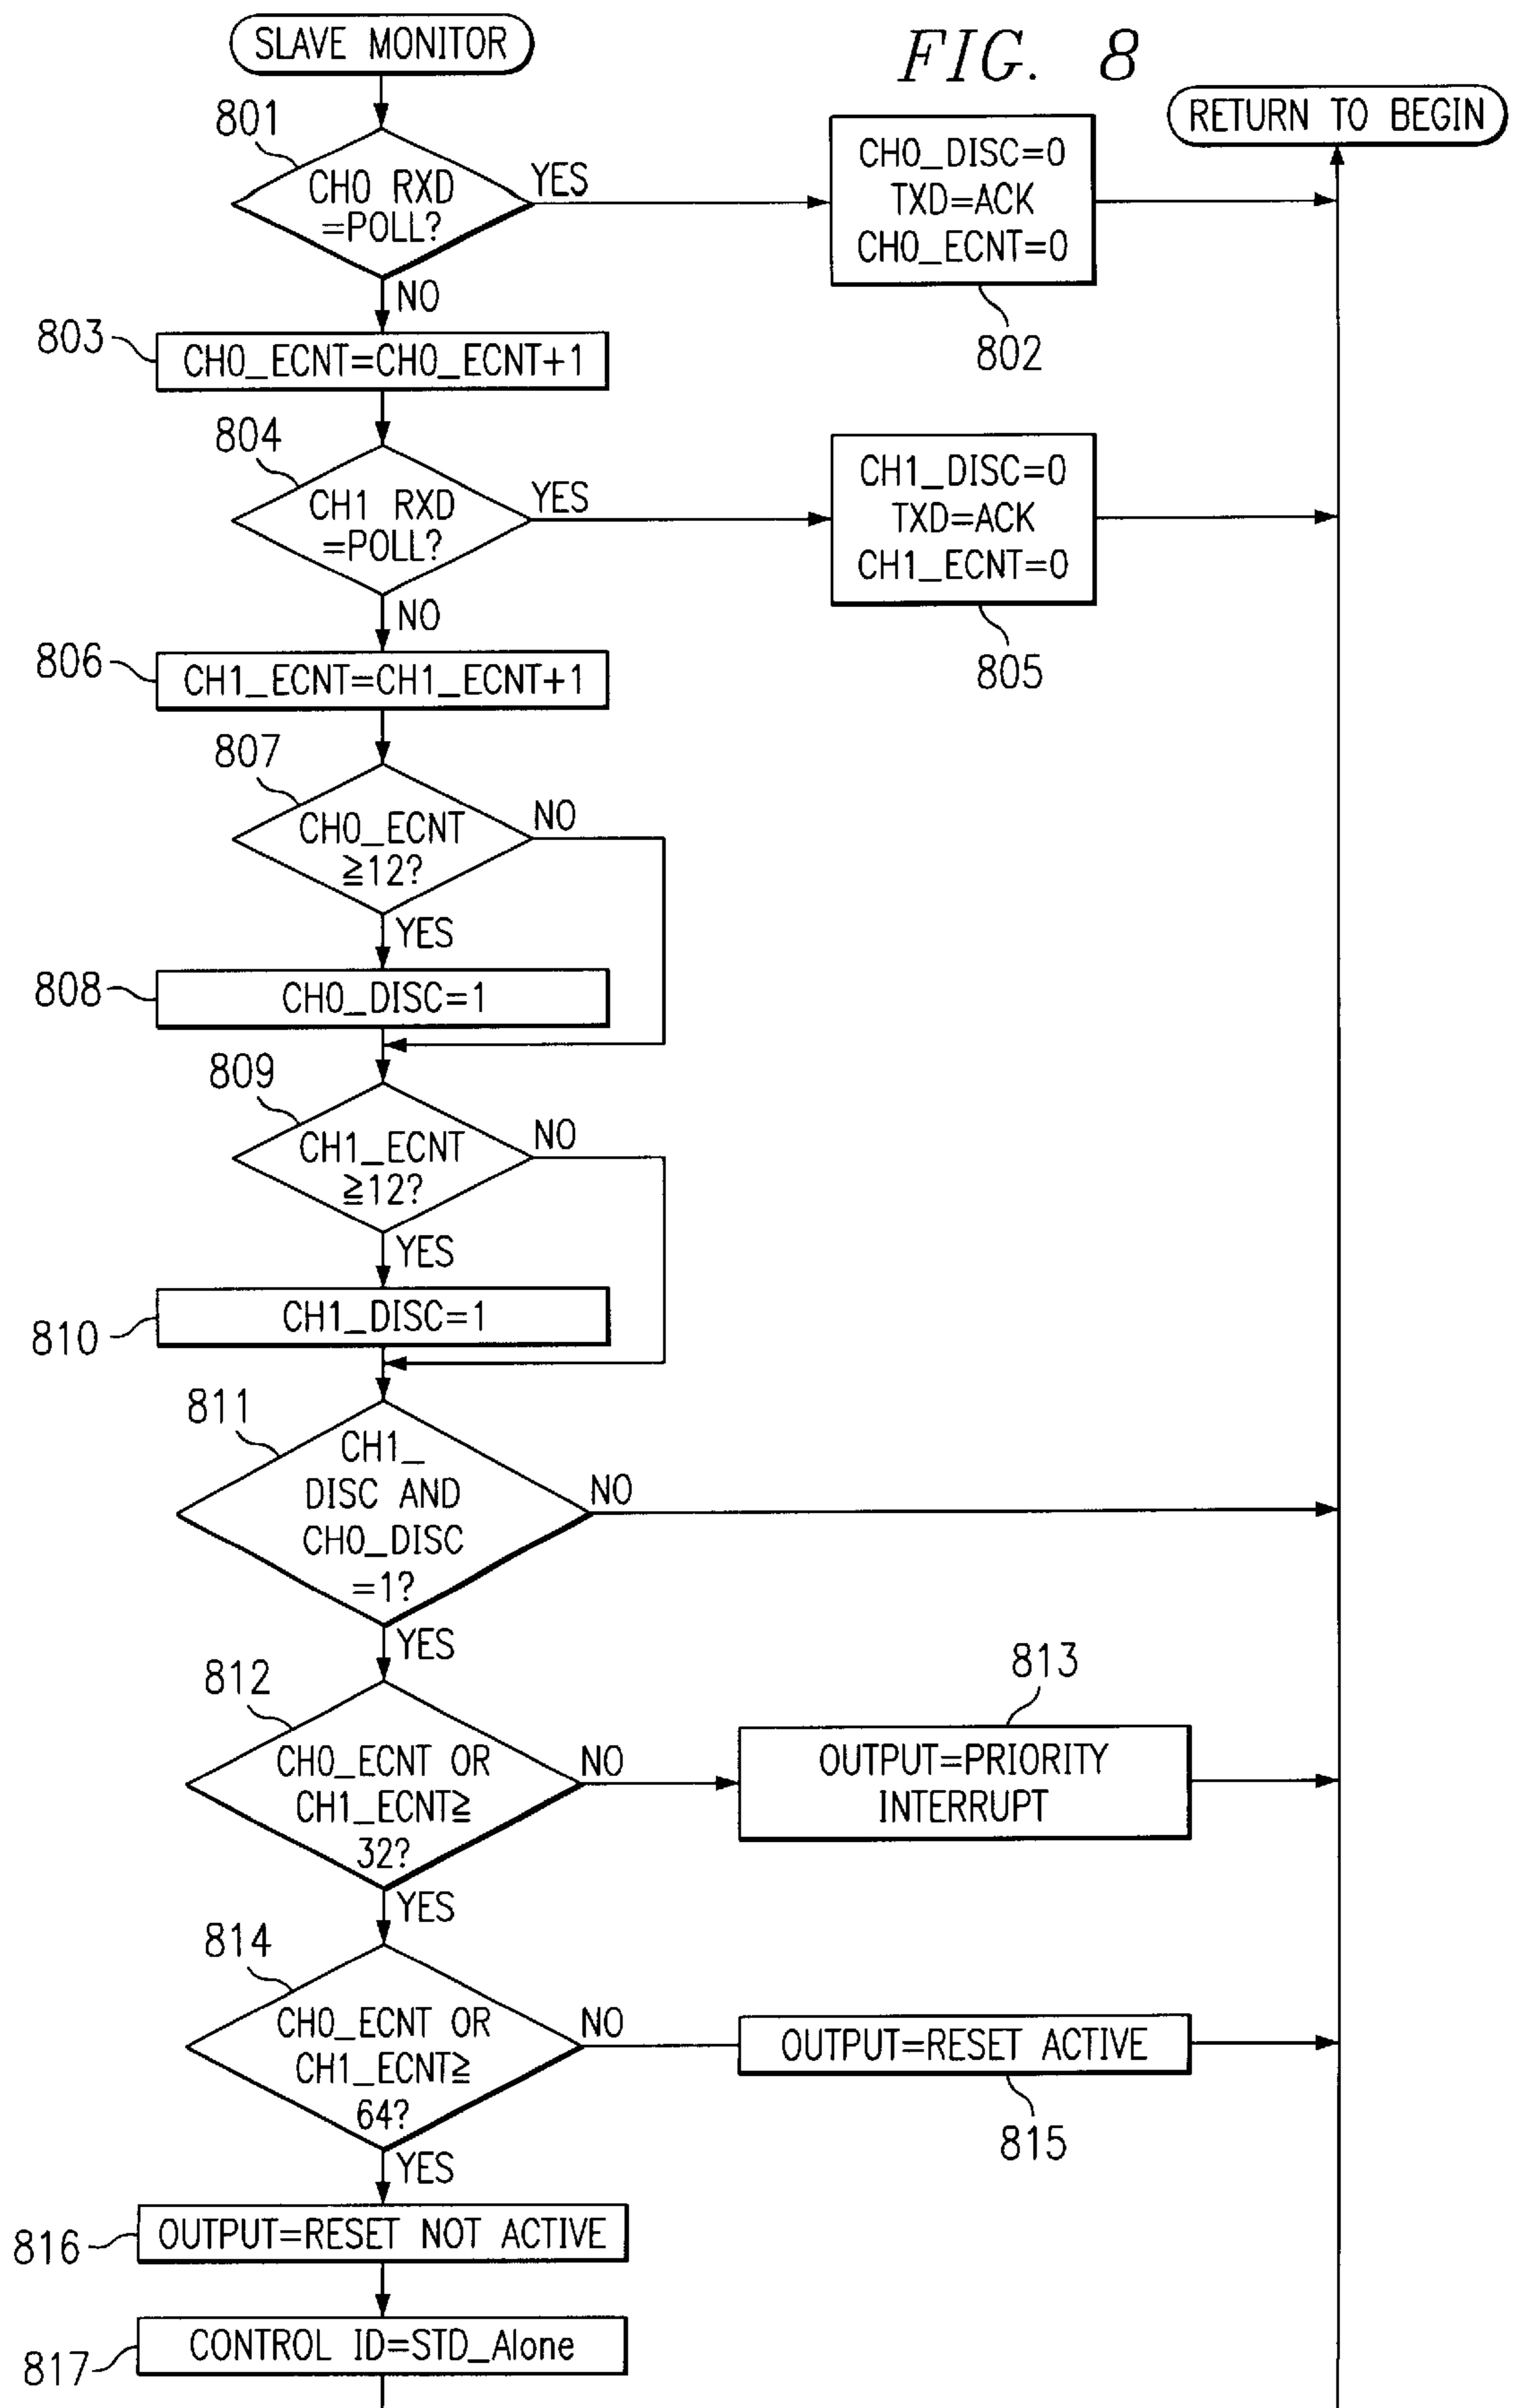 SLAVE MONITOR
FIG. 8
RETURN TO BEGIN
801
CH0 RXD
=POLL?
YES
NO
CH0_DISC=0
TXD=ACK
CH0_ECNT=0
802
803
CH0_ECNT=CH0_ECNT+1
804
CH1 RXD
=POLL?
YES
NO
CH1_DISC=0
TXD=ACK
CH1_ECNT=0
805
806
CH1_ECNT=CH1_ECNT+1
807
CH0_ECNT
≧12?
NO
YES
808
CH0_DISC=1
809
CH1_ECNT
≧12?
NO
YES
810
CH1_DISC=1
811
CH1_
DISC AND
CH0_DISC
=1?
NO
YES
812
CH0_ECNT OR
CH1_ECNT≧
32?
NO
YES
813
OUTPUT=PRIORITY
INTERRUPT
814
CH0_ECNT OR
CH1_ECNT≧
64?
NO
YES
OUTPUT=RESET ACTIVE
815
816
OUTPUT=RESET NOT ACTIVE
817
CONTROL ID=STD_Alone